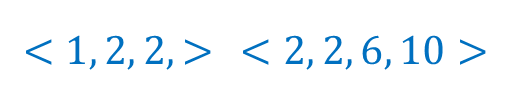 < 1, 2, 2, > < 2, 2, 6, 10 >